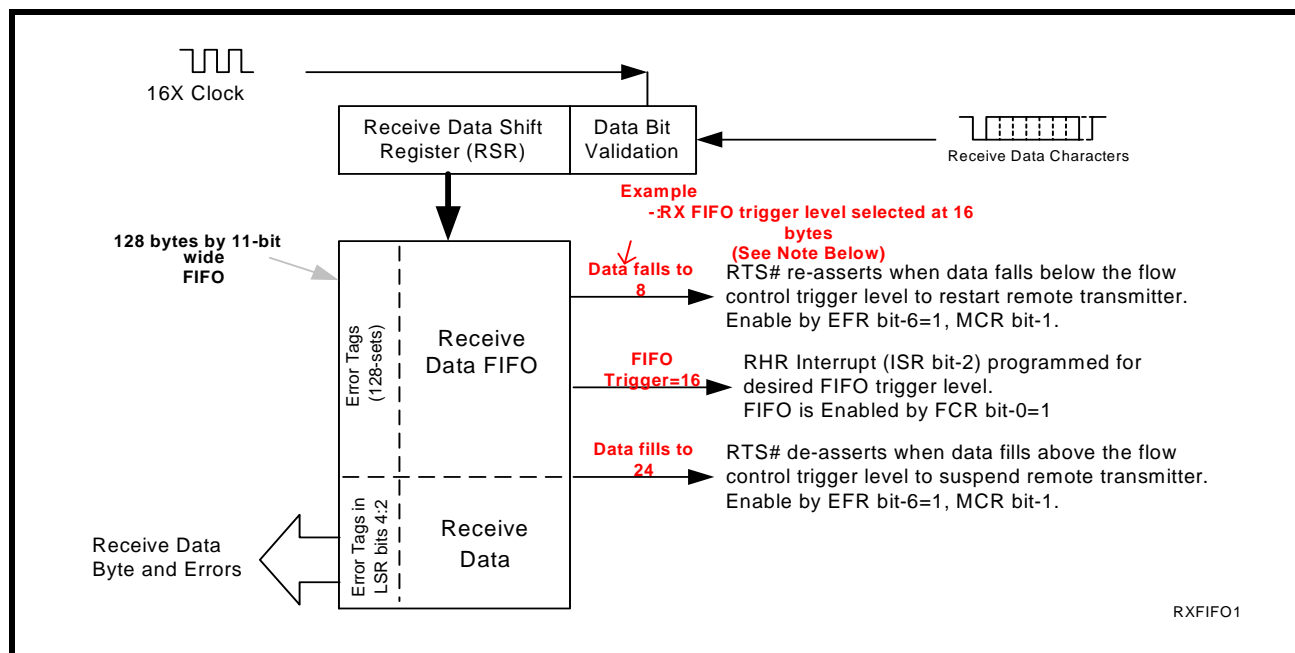 16X Clock
Receive Data Shift
Register (RSR)
Data Bit
Validation
Receive Data Characters
Example
-:RX FIFO trigger level selected at 16
bytes
(See Note Below)
128 bytes by 11-bit
wide
FIFO
Error Tags
(128-sets)
Receive
Data FIFO
Data falls to
8
RTS# re-asserts when data falls below the flow
control trigger level to restart remote transmitter.
Enable by EFR bit-6=1, MCR bit-1.
FIFO
Trigger=16
RHR Interrupt (ISR bit-2) programmed for
desired FIFO trigger level.
FIFO is Enabled by FCR bit-0=1
Data fills to
24
RTS# de-asserts when data fills above the flow
control trigger level to suspend remote transmitter.
Enable by EFR bit-6=1, MCR bit-1.
Error Tags in
LSR bits 4:2
Receive
Data
Receive Data
Byte and Errors
RXFIFO1